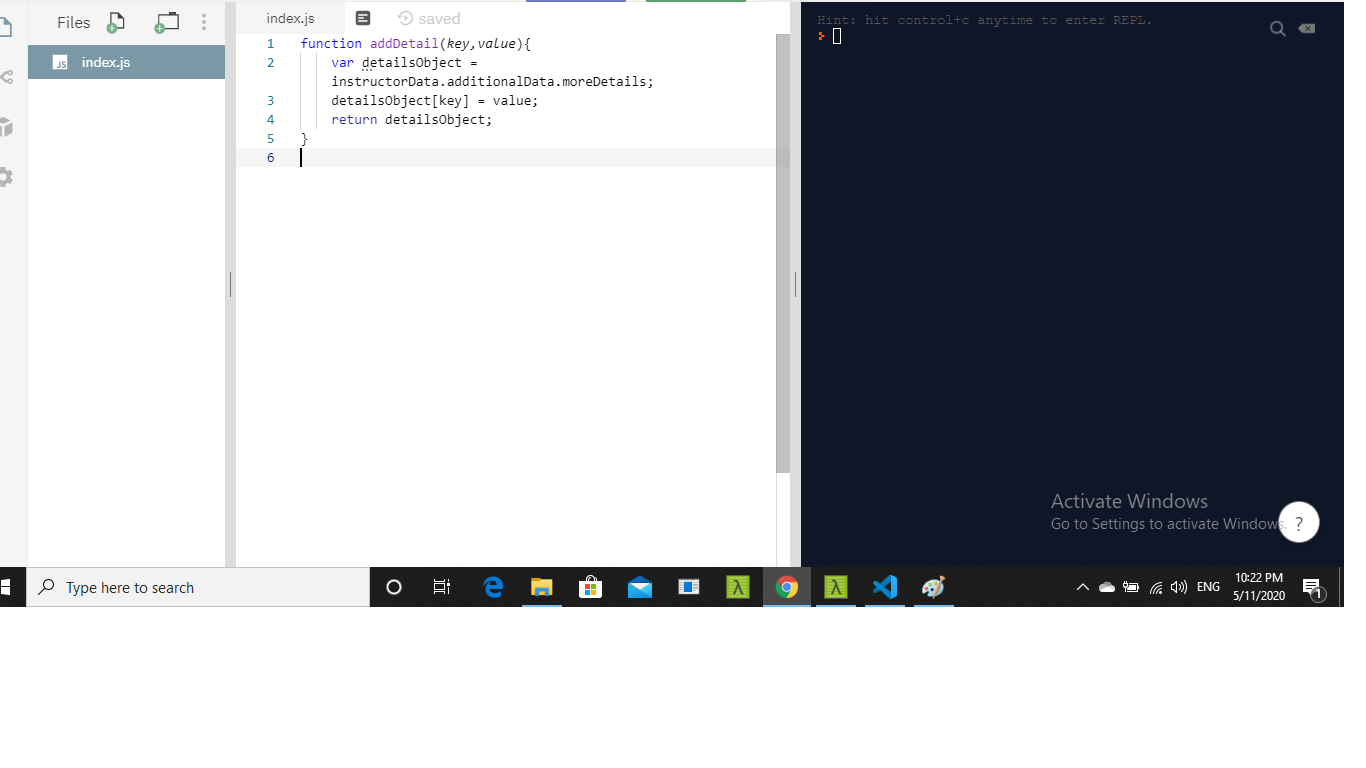 Files
index.js
index.js
saved
1 function addDetail(key,value){
2 var detailsObject =
instructorData.additionalData.moreDetails;
3 detailsObject[key] = value;
4 return detailsObject;
5 }
6
Hint: hit control+c anytime to enter REPL.
Activate Windows
Go to Settings to activate Windows.
?
Type here to search
ENG
10:22 PM
5/11/2020
1